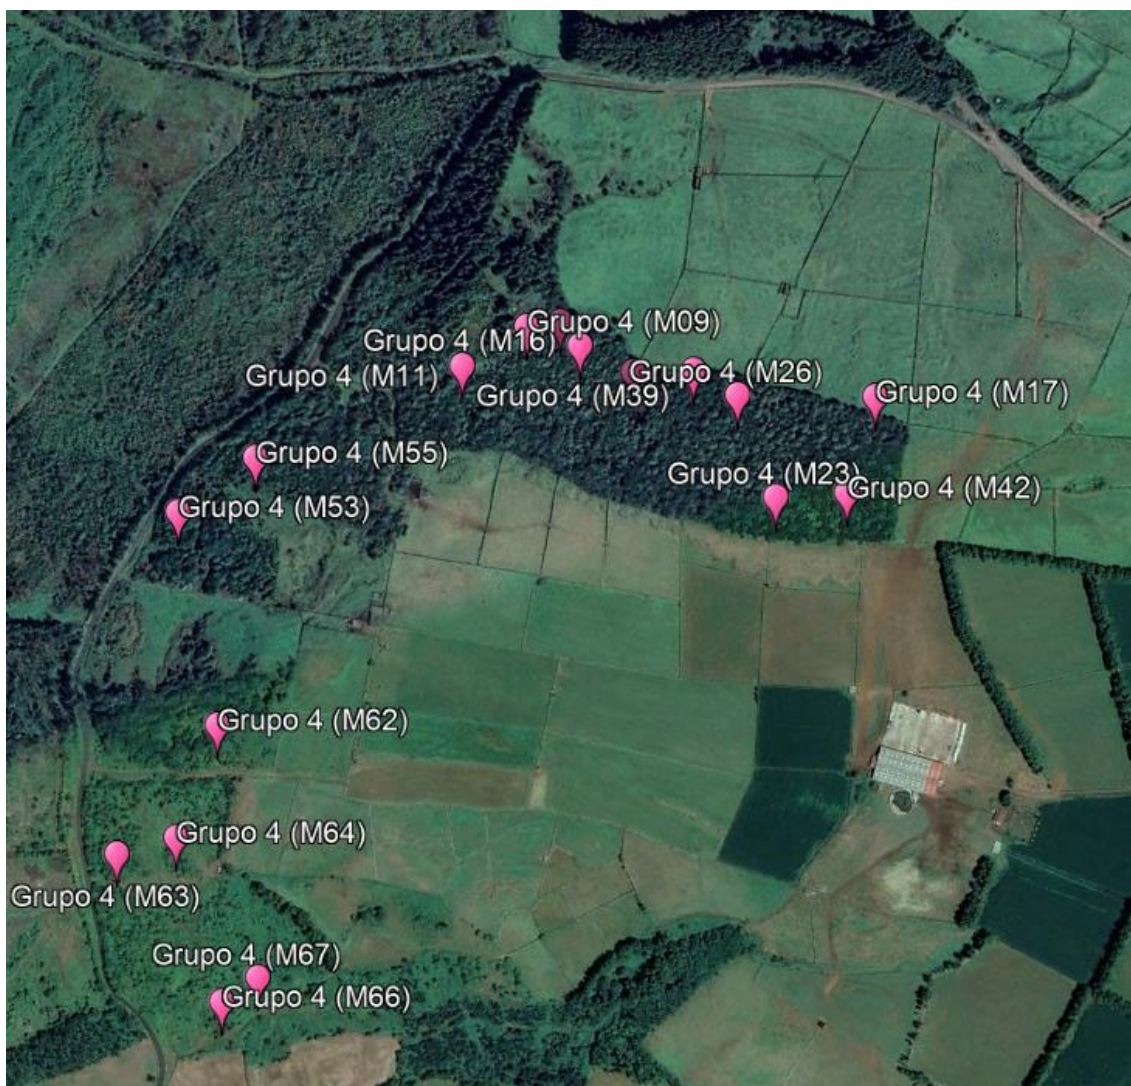 Grupo 4 (M09)
Grupo 4 (M16)
Grupo 4 (M11)
Grupo 4 (M39)
Grupo 4 (M26)
Grupo 4 (M17)
Grupo 4 (M55)
Grupo 4 (M23)
Grupo 4 (M42)
Grupo 4 (M53)
Grupo 4 (M62)
Grupo 4 (M64)
Grupo 4 (M63)
Grupo 4 (M67)
Grupo 4 (M66)